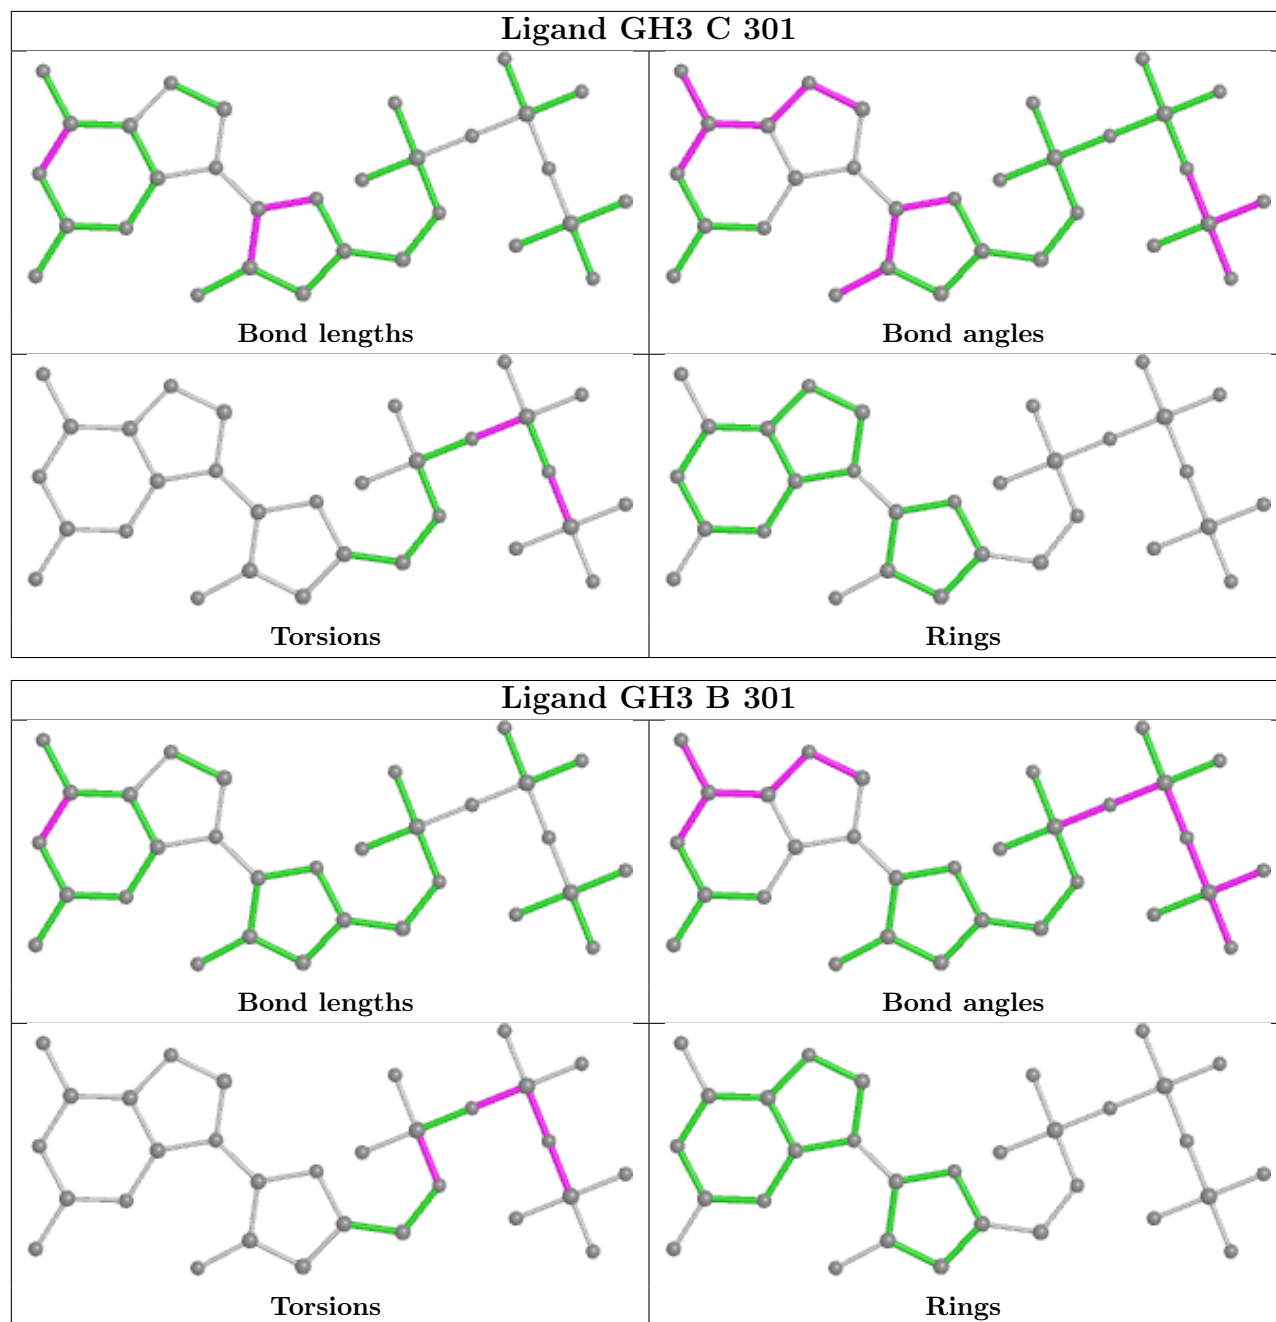 Ligand GH3 C 301
Bond lengths
Bond angles
Torsions
Rings
Ligand GH3 B 301
Bond lengths
Bond angles
Torsions
Rings